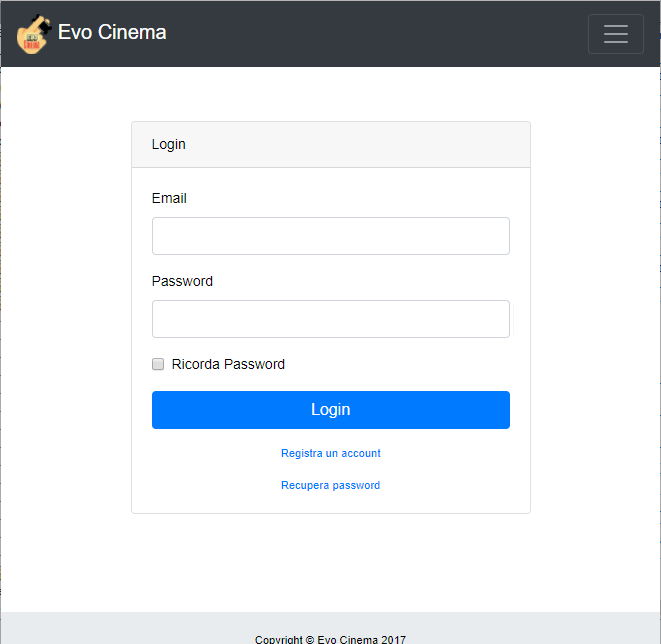 Evo Cinema
Login
Email
Password
Ricorda Password
Login
Registra un account
Recupera password
Copyright © Evo Cinema 2017